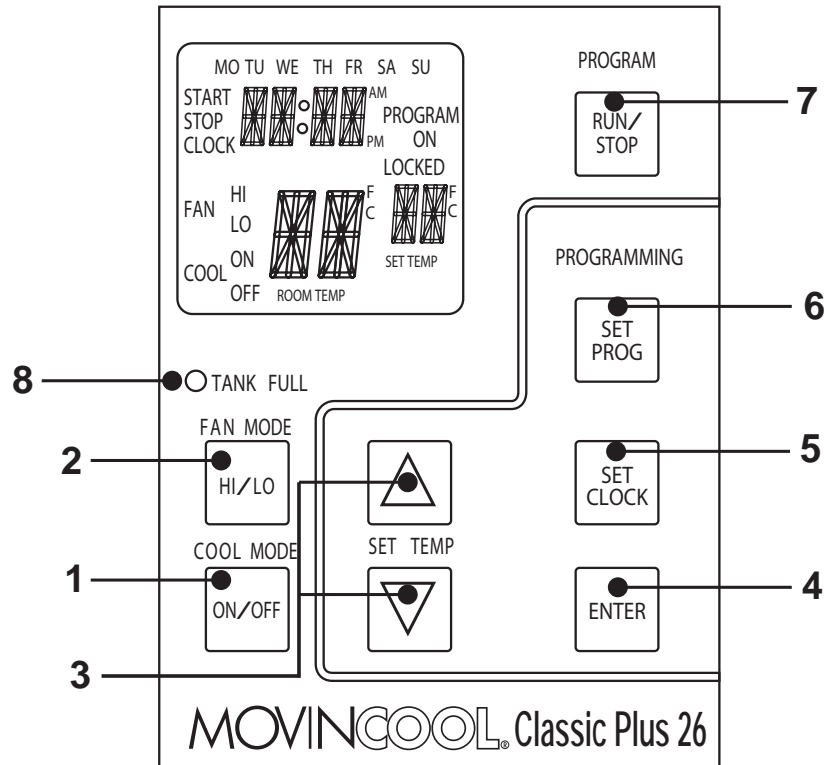 MO TU WE TH FR SA SU
START
STOP
CLOCK
AM
PM
PROGRAM
ON
LOCKED
FAN
HI
LO
COOL
ON
OFF
F
C
ROOM TEMP
F
C
SET TEMP
PROGRAM
RUN/
STOP
7
PROGRAMMING
SET
PROG
6
8
TANK FULL
FAN MODE
2
HI/LO
SET
CLOCK
5
COOL MODE
1
ON/OFF
SET TEMP
3
ENTER
4
MOVINCOOL® Classic Plus 26